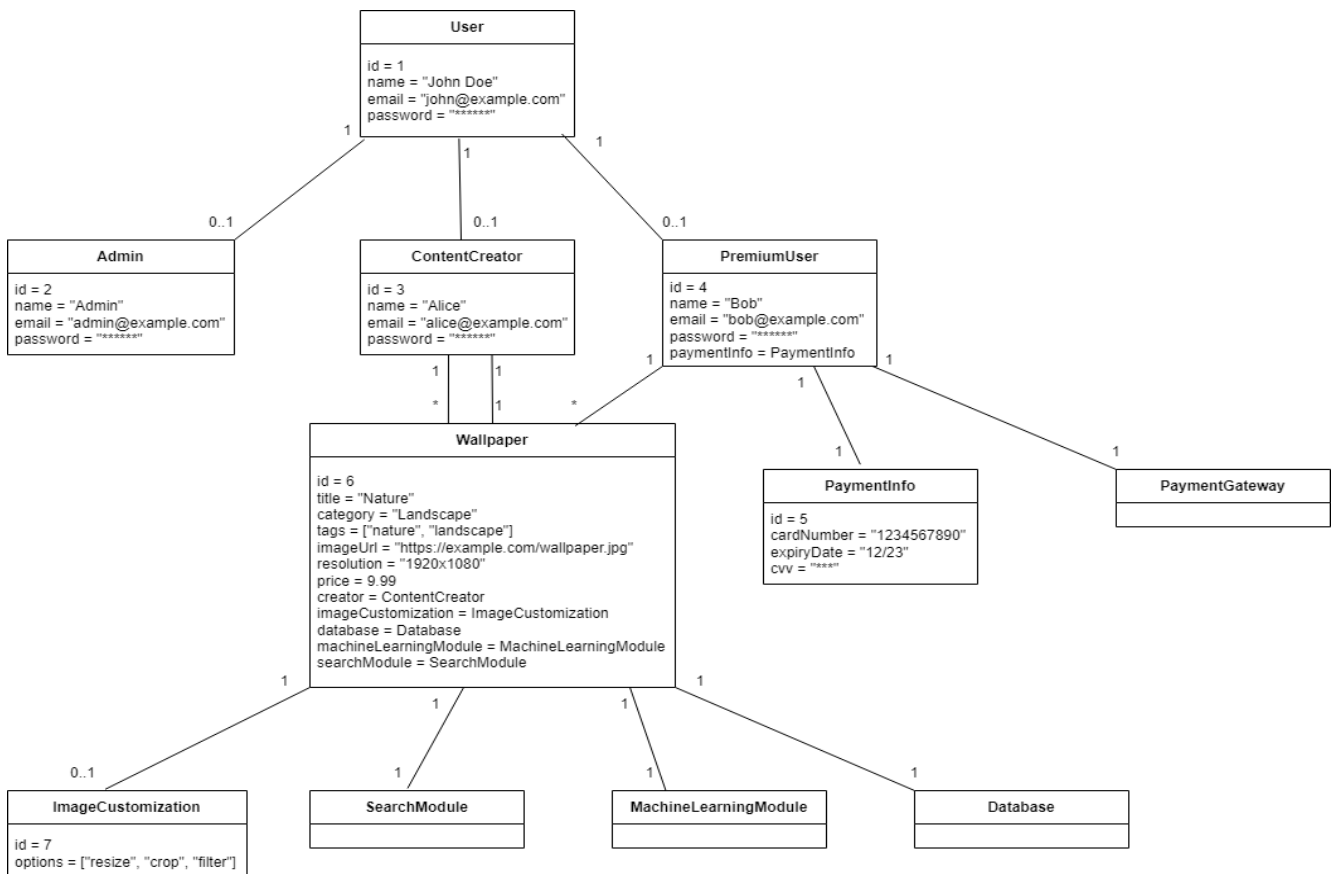 User
id = 1
name = "John Doe"
email = "john@example.com"
password = "******"
1
1
1
0..1
0..1
0..1
Admin
id = 2
name = "Admin"
email = "admin@example.com"
password = "******"
ContentCreator
id = 3
name = "Alice"
email = "alice@example.com"
password = "******"
PremiumUser
id = 4
name = "Bob"
email = "bob@example.com"
password = "******"
paymentInfo = PaymentInfo
1
1
1
1
1
*
1
*
1
1
Wallpaper
id = 6
title = "Nature"
category = "Landscape"
tags = ["nature", "landscape"]
imageUrl = "https://example.com/wallpaper.jpg"
resolution = "1920x1080"
price = 9.99
creator = ContentCreator
imageCustomization = ImageCustomization
database = Database
machineLearningModule = MachineLearningModule
searchModule = SearchModule
PaymentInfo
id = 5
cardNumber = "1234567890"
expiryDate = "12/23"
cvv = "***"
PaymentGateway
1
1
1
1
0..1
1
1
1
ImageCustomization
id = 7
options = ["resize", "crop", "filter"]
SearchModule
MachineLearningModule
Database